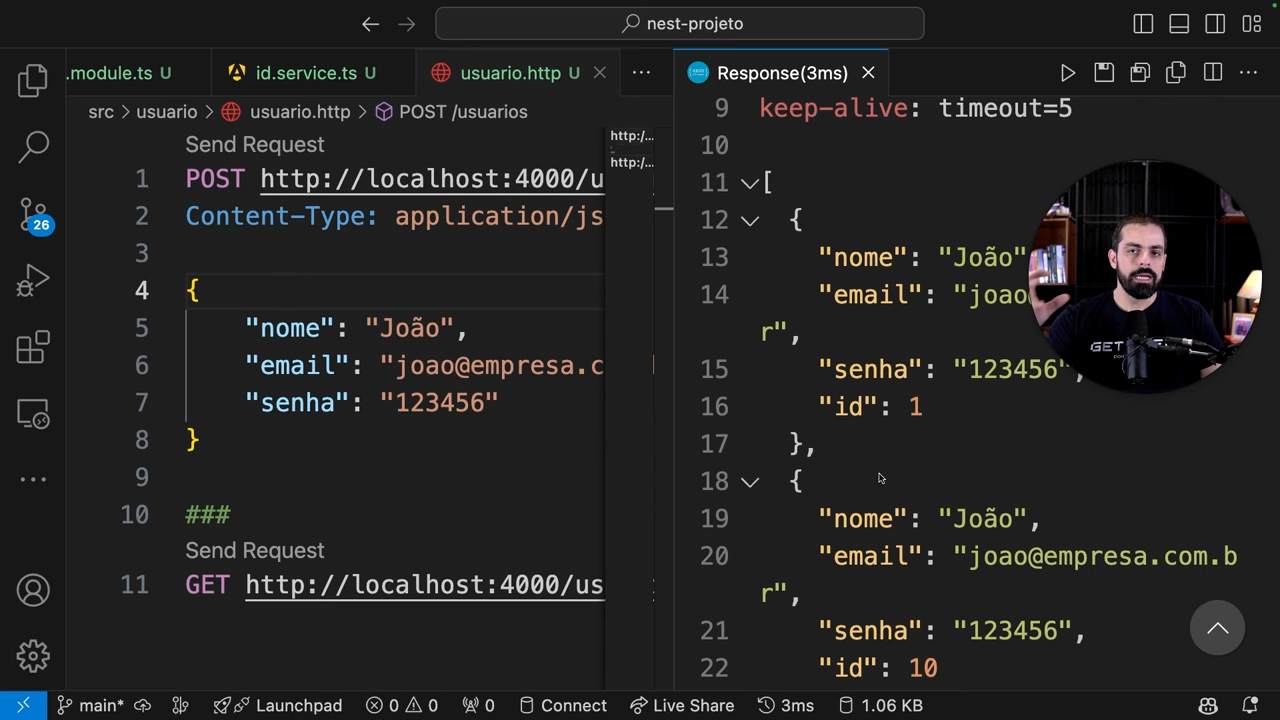 nest-projeto
.module.ts U
id.service.ts U
usuario.http U
Response(3ms)
src > usuario > usuario.http > POST /usuarios
Send Request
1 POST http://localhost:4000/u
2 Content-Type: application/js
3
4 {
5 "nome": "João",
6 "email": "joao@empresa.c
7 "senha": "123456"
8 }
9
10 ###
Send Request
11 GET http://localhost:4000/us
http:/...
http:/...
9 keep-alive: timeout=5
10
11 [
12 {
13 "nome": "João"
14 "email": "joao
r",
15 "senha": "123456",
16 "id": 1
17 },
18 {
19 "nome": "João",
20 "email": "joao@empresa.com.b
r",
21 "senha": "123456",
22 "id": 10
26
main*
Launchpad
0
0
0
Connect
Live Share
3ms
1.06 KB